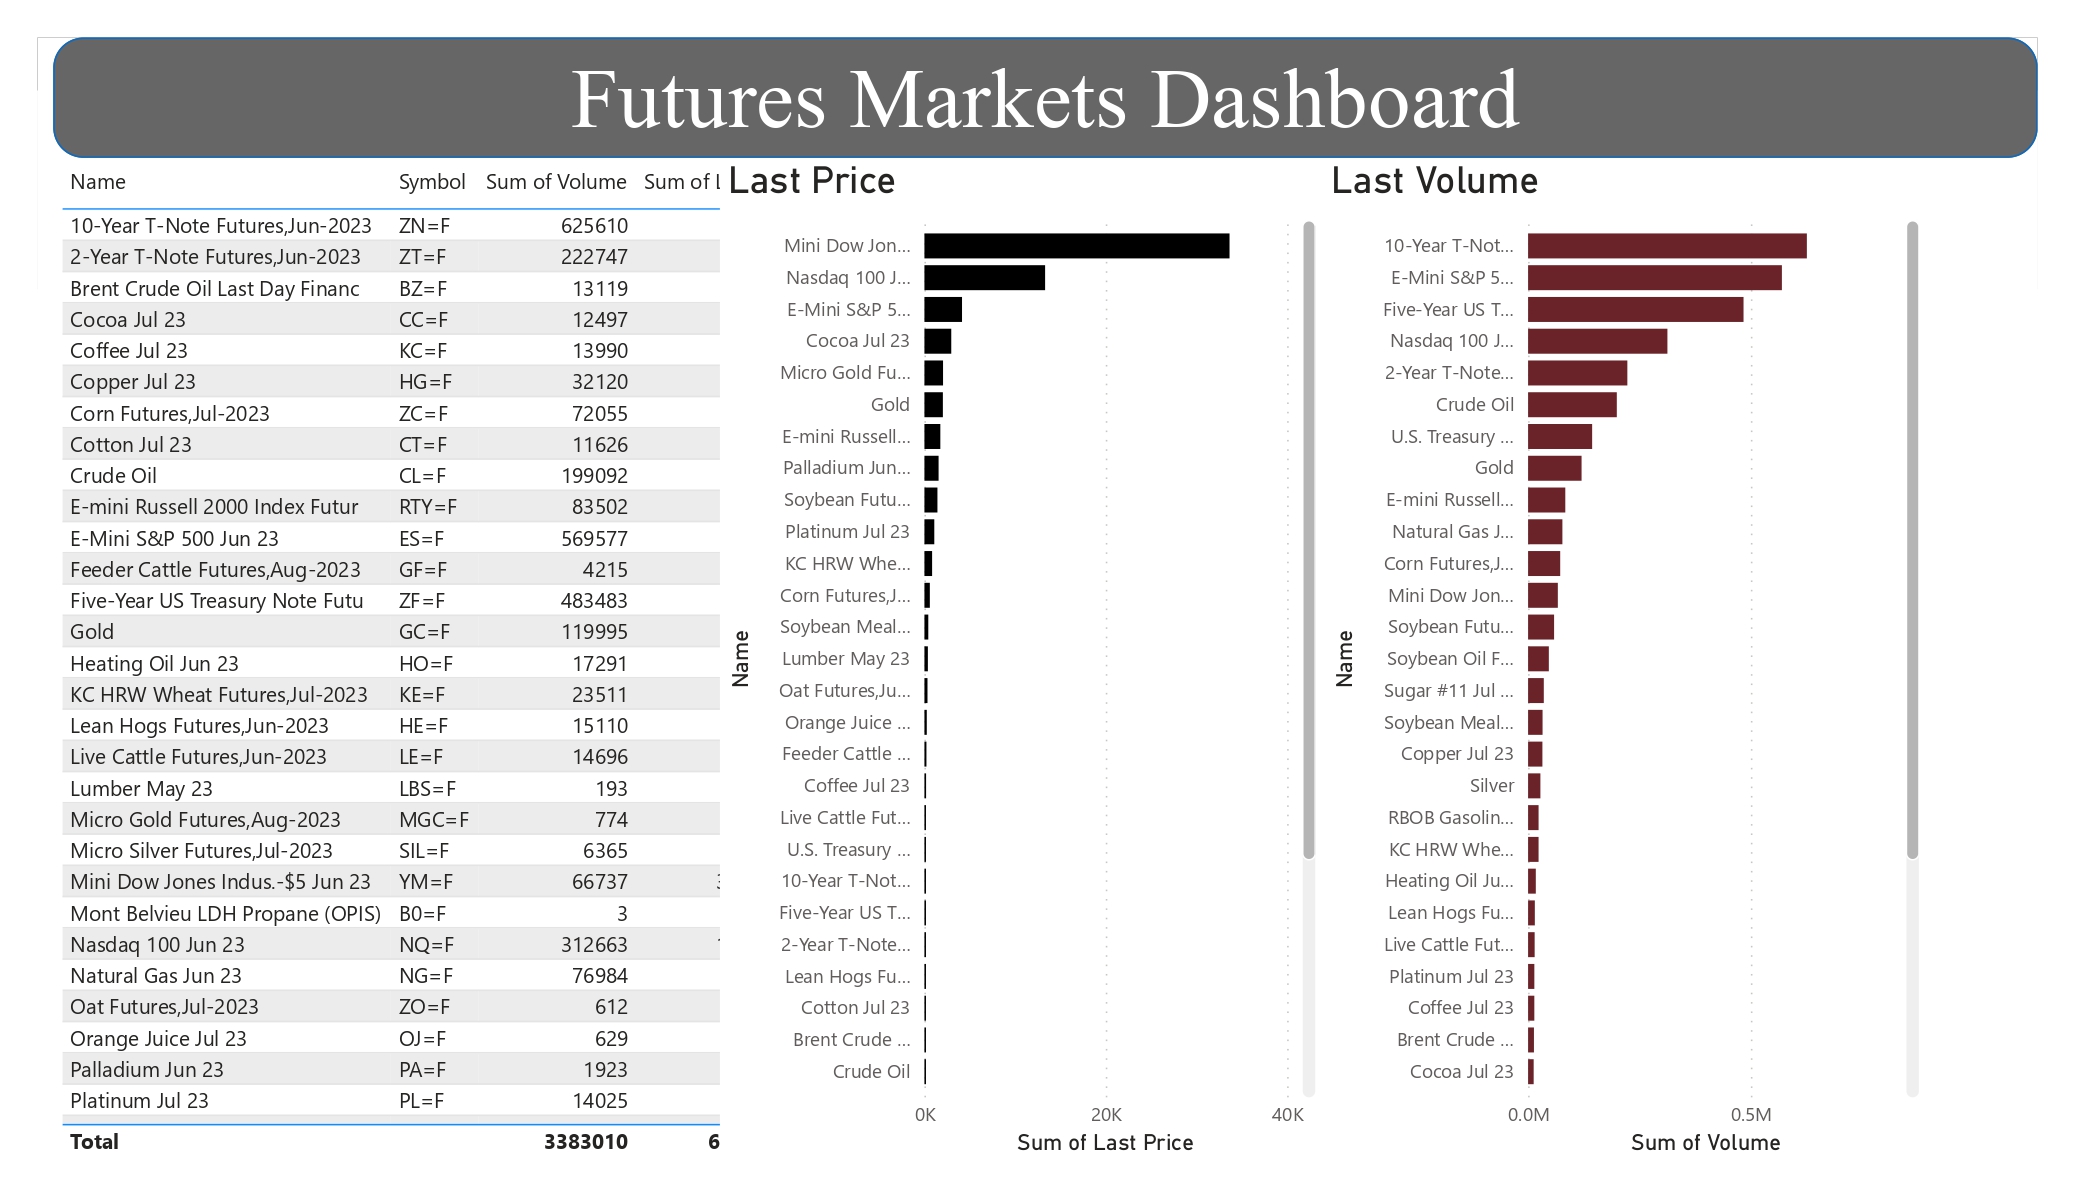 Futures Markets Dashboard
Name Symbol Sum of Volume Sum of L
10-Year T-Note Futures,Jun-2023 ZN=F 625610
2-Year T-Note Futures,Jun-2023 ZT=F 222747
Brent Crude Oil Last Day Financ BZ=F 13119
Cocoa Jul 23 CC=F 12497
Coffee Jul 23 KC=F 13990
Copper Jul 23 HG=F 32120
Corn Futures,Jul-2023 ZC=F 72055
Cotton Jul 23 CT=F 11626
Crude Oil CL=F 199092
E-mini Russell 2000 Index Futur RTY=F 83502
E-Mini S&P 500 Jun 23 ES=F 569577
Feeder Cattle Futures,Aug-2023 GF=F 4215
Five-Year US Treasury Note Futu ZF=F 483483
Gold GC=F 119995
Heating Oil Jun 23 HO=F 17291
KC HRW Wheat Futures,Jul-2023 KE=F 23511
Lean Hogs Futures,Jun-2023 HE=F 15110
Live Cattle Futures,Jun-2023 LE=F 14696
Lumber May 23 LBS=F 193
Micro Gold Futures,Aug-2023 MGC=F 774
Micro Silver Futures,Jul-2023 SIL=F 6365
Mini Dow Jones Indus.-$5 Jun 23 YM=F 66737
Mont Belvieu LDH Propane (OPIS) B0=F 3
Nasdaq 100 Jun 23 NQ=F 312663
Natural Gas Jun 23 NG=F 76984
Oat Futures,Jul-2023 ZO=F 612
Orange Juice Jul 23 OJ=F 629
Palladium Jun 23 PA=F 1923
Platinum Jul 23 PL=F 14025
Total 3383010 6
Last Price
Name
Mini Dow Jon...
Nasdaq 100 J...
E-Mini S&P 5...
Cocoa Jul 23
Micro Gold Fu...
Gold
E-mini Russell...
Palladium Jun...
Soybean Futu...
Platinum Jul 23
KC HRW Whe...
Corn Futures,J...
Soybean Meal...
Lumber May 23
Oat Futures,Ju...
Orange Juice ...
Feeder Cattle ...
Coffee Jul 23
Live Cattle Fut...
U.S. Treasury ...
10-Year T-Not...
Five-Year US T...
2-Year T-Note...
Lean Hogs Fu...
Cotton Jul 23
Brent Crude ...
Crude Oil
0K 20K 40K
Sum of Last Price
Last Volume
Name
10-Year T-Not...
E-Mini S&P 5...
Five-Year US T...
Nasdaq 100 J...
2-Year T-Note...
Crude Oil
U.S. Treasury ...
Gold
E-mini Russell...
Natural Gas J...
Corn Futures,J...
Mini Dow Jon...
Soybean Futu...
Soybean Oil F...
Sugar #11 Jul ...
Soybean Meal...
Copper Jul 23
Silver
RBOB Gasolin...
KC HRW Whe...
Heating Oil Ju...
Lean Hogs Fu...
Live Cattle Fut...
Platinum Jul 23
Coffee Jul 23
Brent Crude ...
Cocoa Jul 23
0.0M 0.5M
Sum of Volume